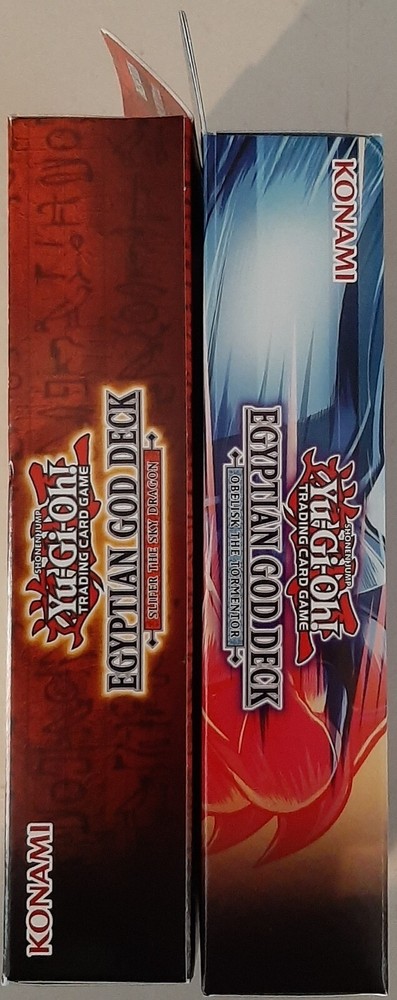 SHONEN JUMP
Yu-Gi-Oh!
TRADING CARD GAME
EGYPTIAN GOD DECK
SLIFER THE SKY DRAGON
KONAMI
KONAMI
SHONEN JUMP
Yu-Gi-Oh!
TRADING CARD GAME
EGYPTIAN GOD DECK
OBELISK THE TORMENTOR